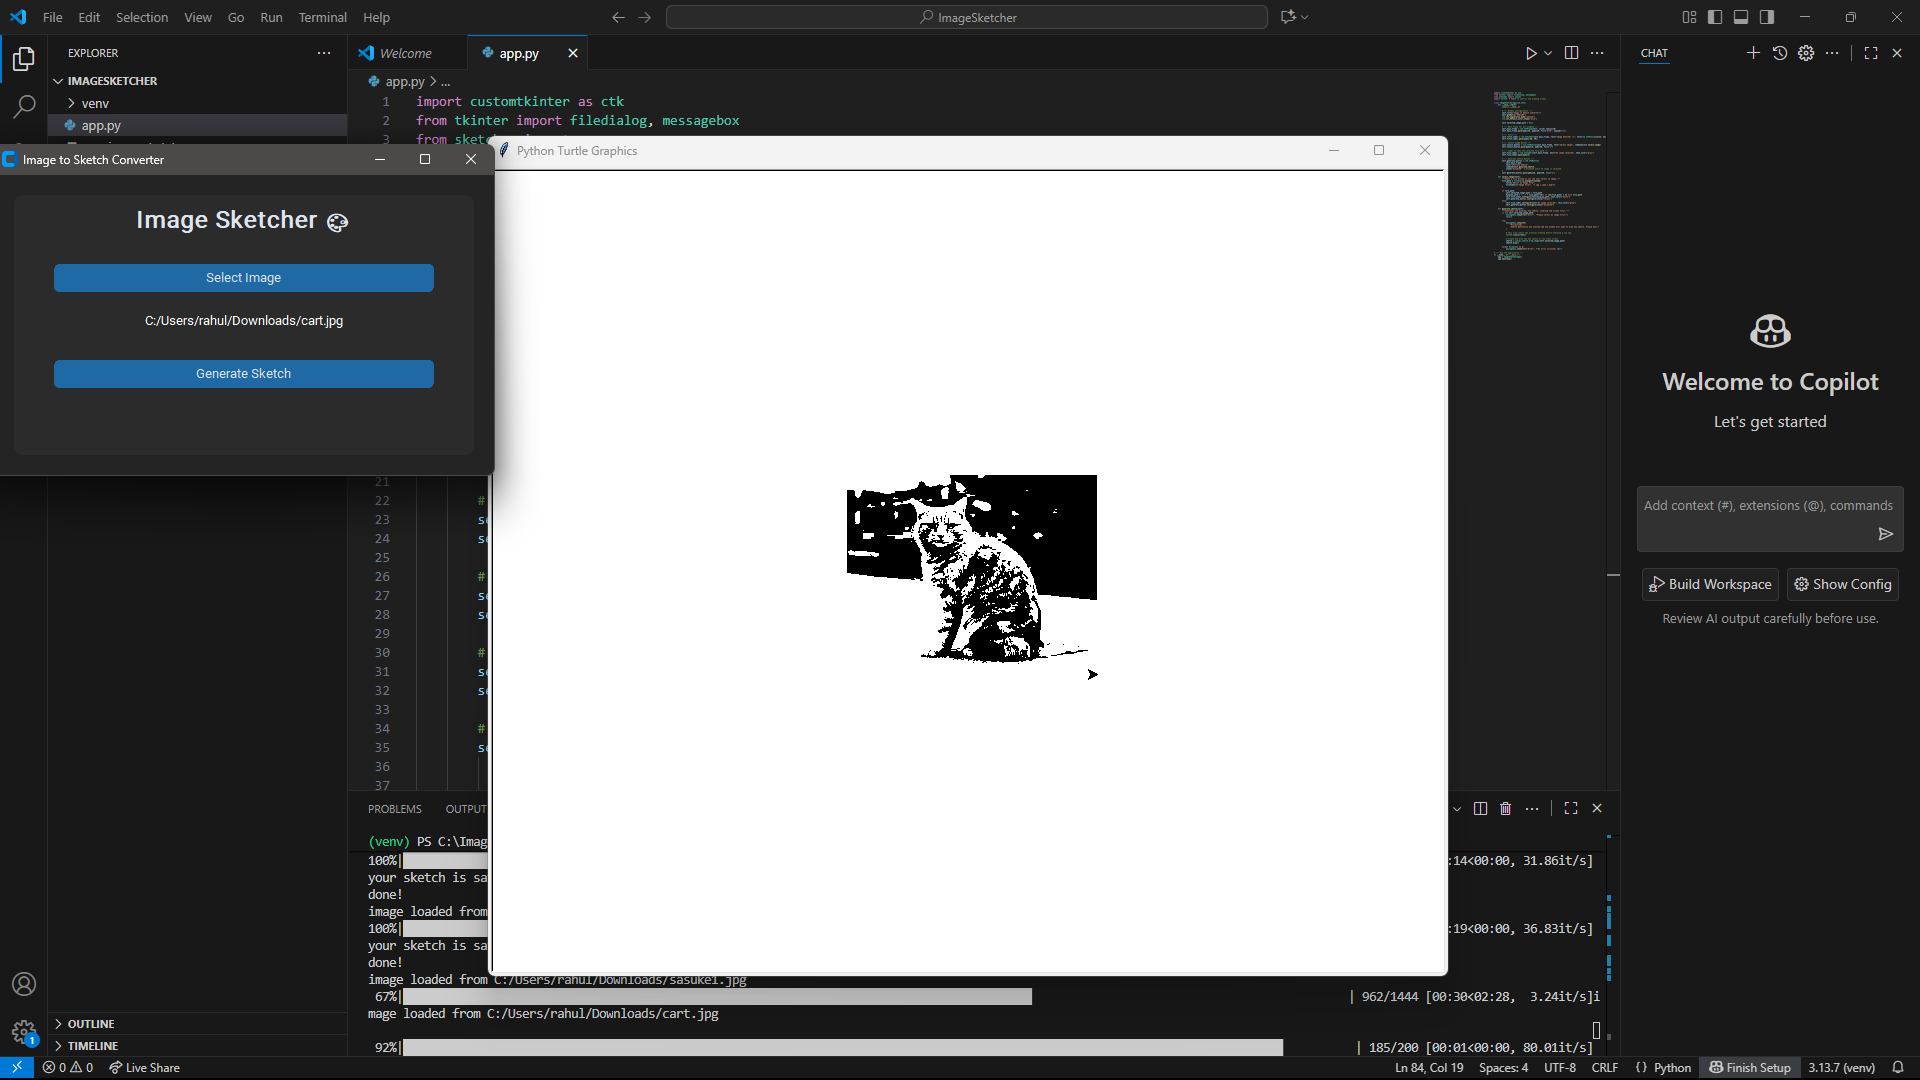 File Edit Selection View Go Run Terminal Help
ImageSketcher
EXPLORER
IMAGESKETCHER
venv
app.py
Welcome
app.py
app.py > ...
1 import customtkinter as ctk
2 from tkinter import filedialog, messagebox
3 from sketc
Image to Sketch Converter
Image Sketcher
Select Image
C:/Users/rahul/Downloads/cart.jpg
Generate Sketch
Python Turtle Graphics
21
22 #
23 se
24 se
25
26 #
27 se
28 se
29
30 #
31 se
32 se
33
34 #
35 se
36
37
PROBLEMS OUTPUT
(venv) PS C:\Imag
100%| :14<00:00, 31.86it/s]
your sketch is sa
done!
image loaded from
100%| :19<00:00, 36.83it/s]
your sketch is sa
done!
image loaded from C:/Users/rahul/Downloads/sasuke1.jpg
67%| | 962/1444 [00:30<02:28, 3.24it/s]i
mage loaded from C:/Users/rahul/Downloads/cart.jpg
92%| | 185/200 [00:01<00:00, 80.01it/s]
CHAT
Welcome to Copilot
Let's get started
Add context (#), extensions (@), commands
Build Workspace
Show Config
Review AI output carefully before use.
OUTLINE
TIMELINE
1
0 0 Live Share
Ln 84, Col 19 Spaces: 4 UTF-8 CRLF {} Python Finish Setup 3.13.7 (venv)